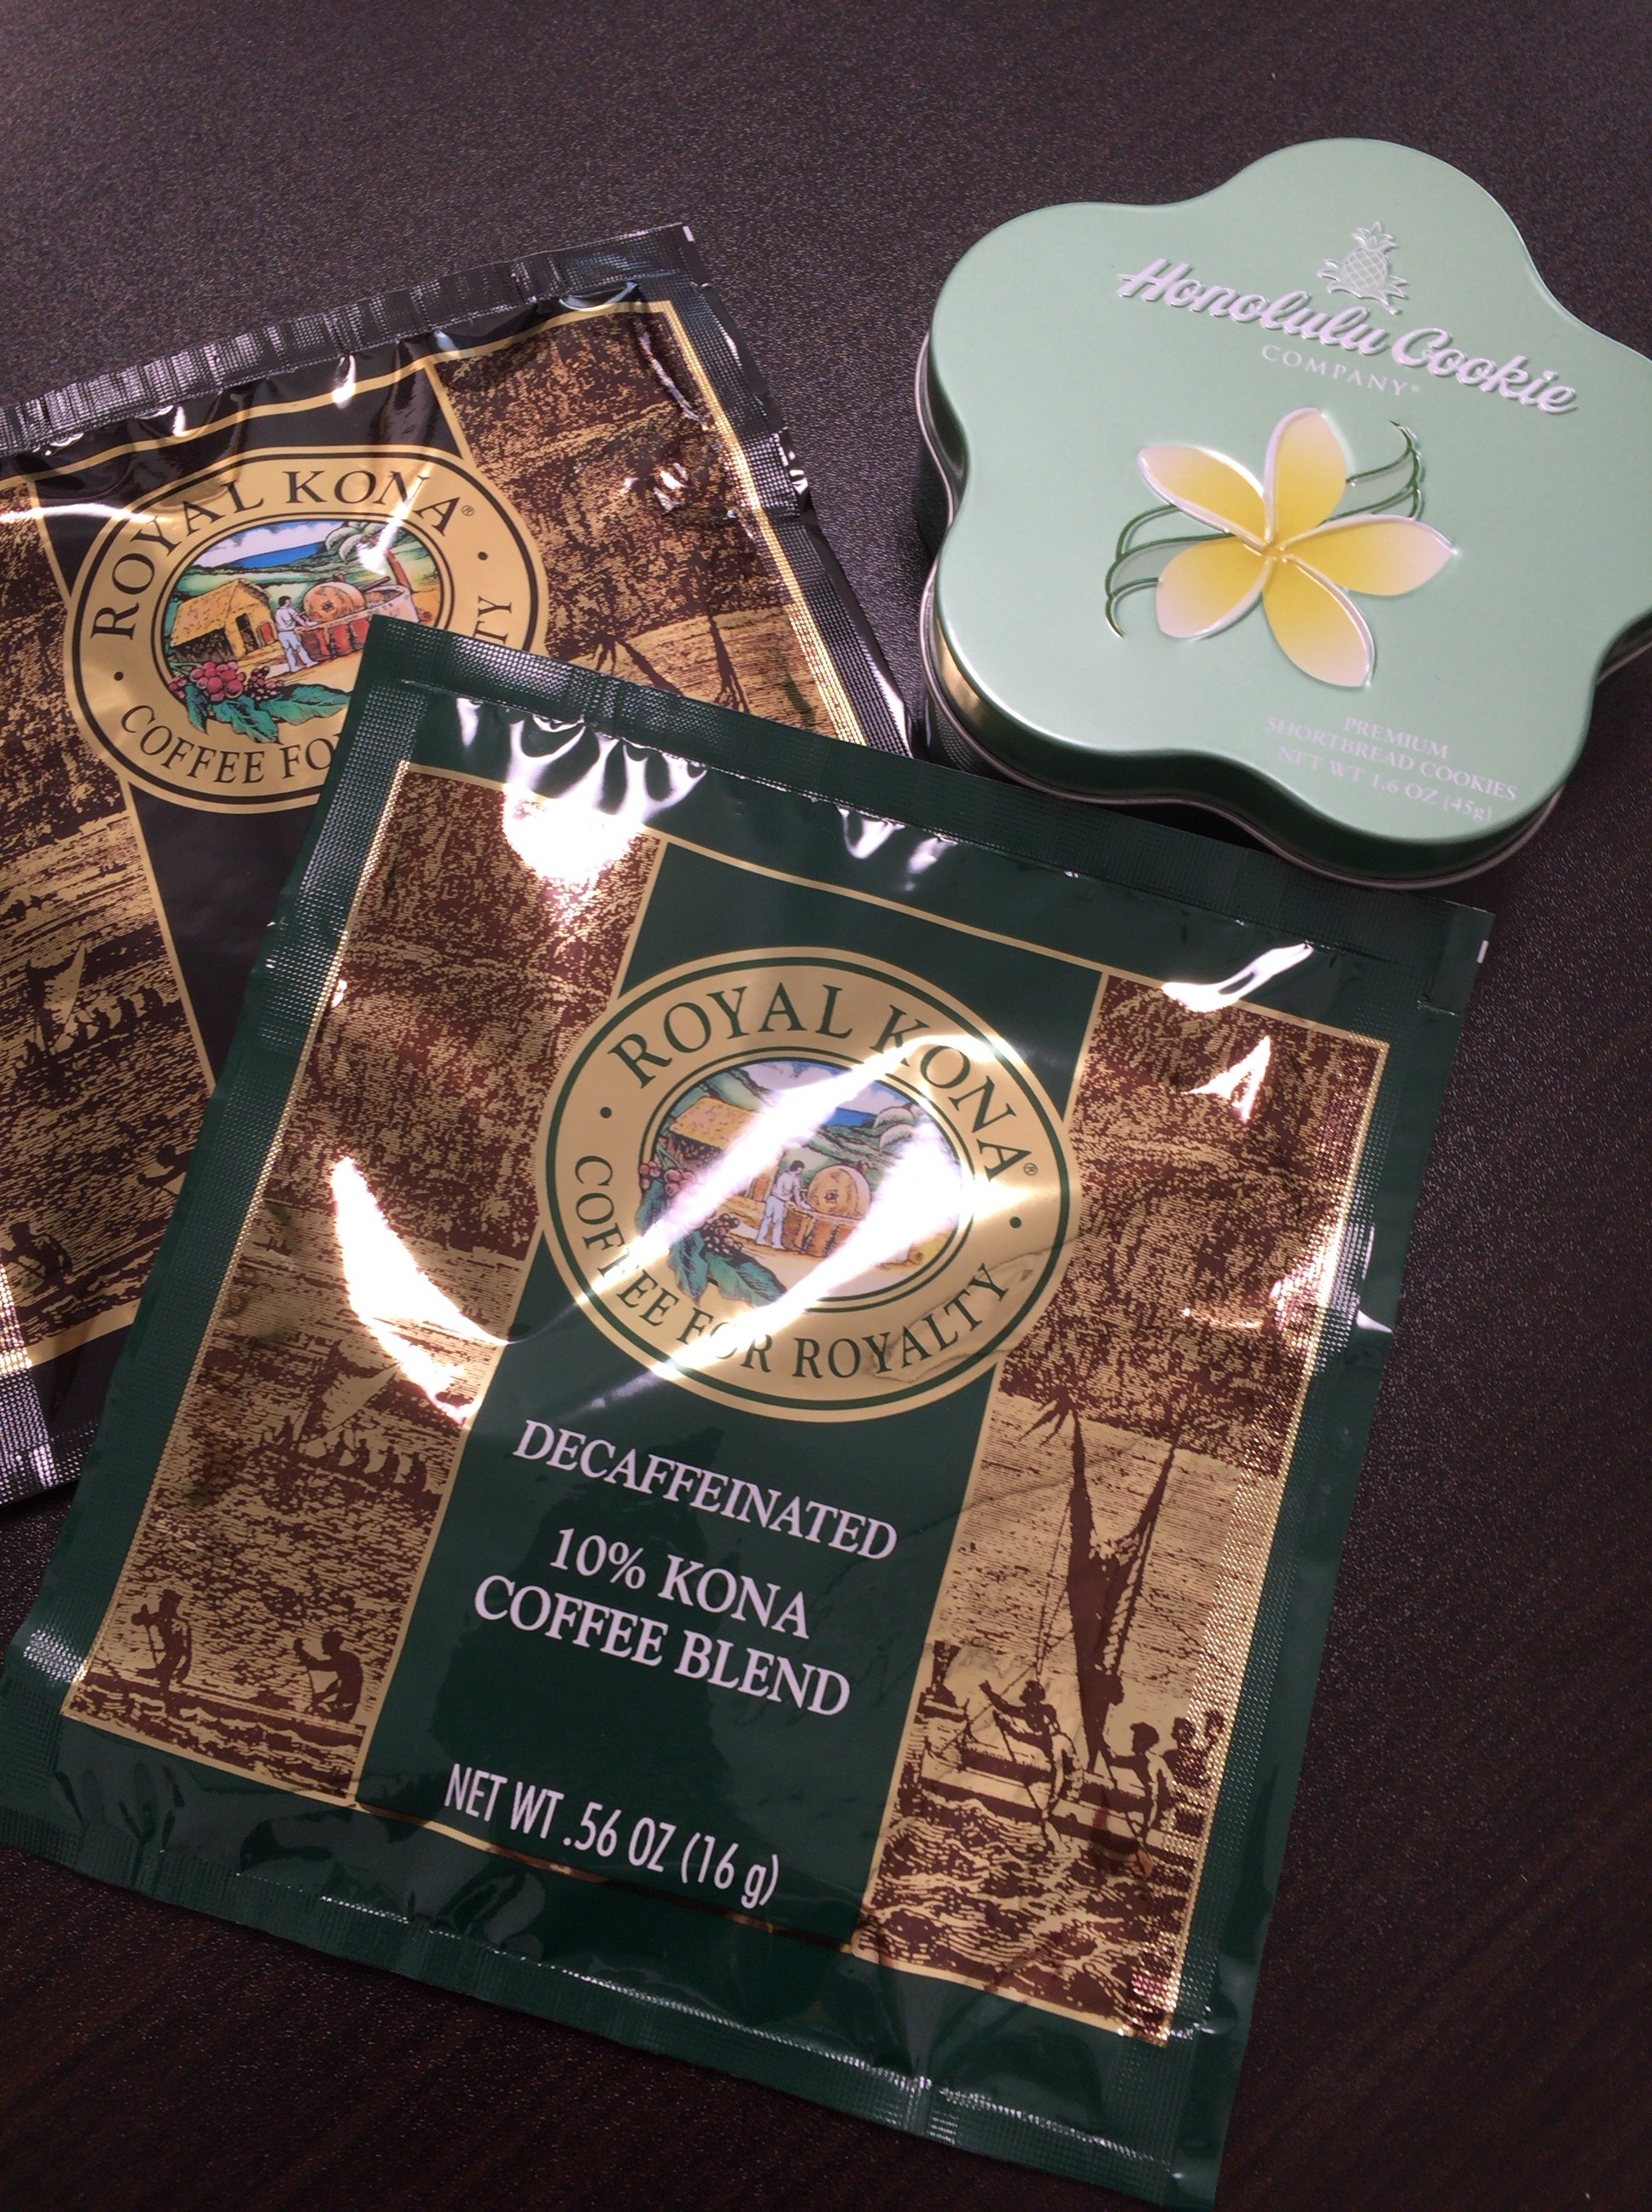 Honolulu Cookie
COMPANY®
PREMIUM
SHORTBREAD COOKIES
NET WT 1.6 OZ (45g)
ROYAL KONA®
COFFEE
ROYAL KONA®
COFFEE FOR ROYALTY
DECAFFEINATED
10% KONA
COFFEE BLEND
NET WT .56 OZ (16 g)